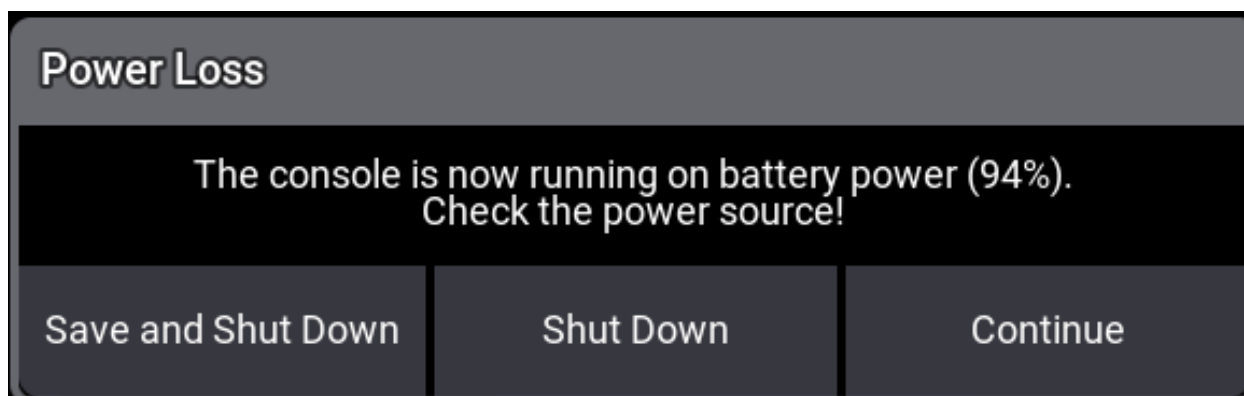 Power Loss
The console is now running on battery power (94%).
Check the power source!
Save and Shut Down
Shut Down
Continue